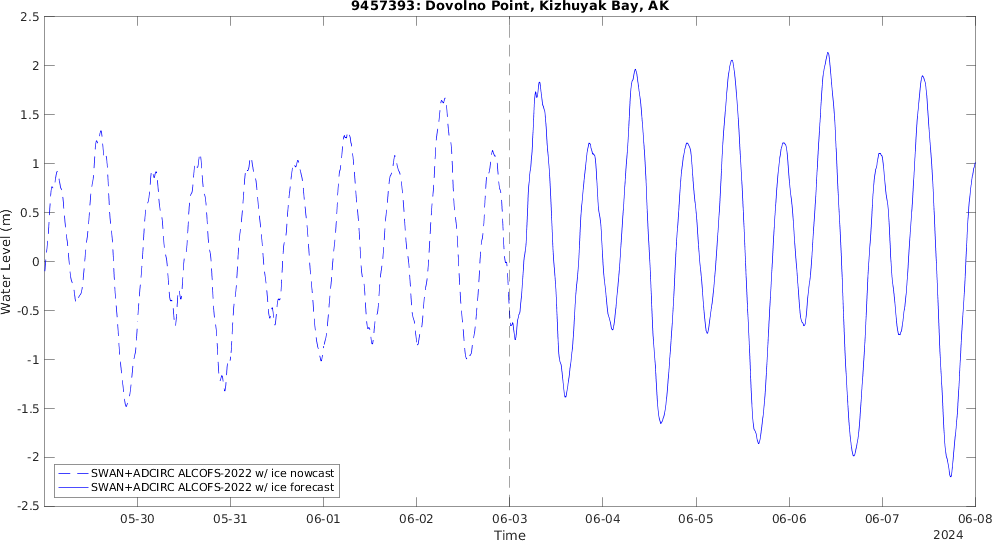 9457393: Dovolno Point, Kizhuyak Bay, AK
2.5
2
1.5
1
0.5
0
-0.5
-1
-1.5
-2
-2.5
Water Level (m)
SWAN+ADCIRC ALCOFS-2022 w/ ice nowcast
SWAN+ADCIRC ALCOFS-2022 w/ ice forecast
05-30 05-31 06-01 06-02 06-03 06-04 06-05 06-06 06-07 06-08
Time
2024